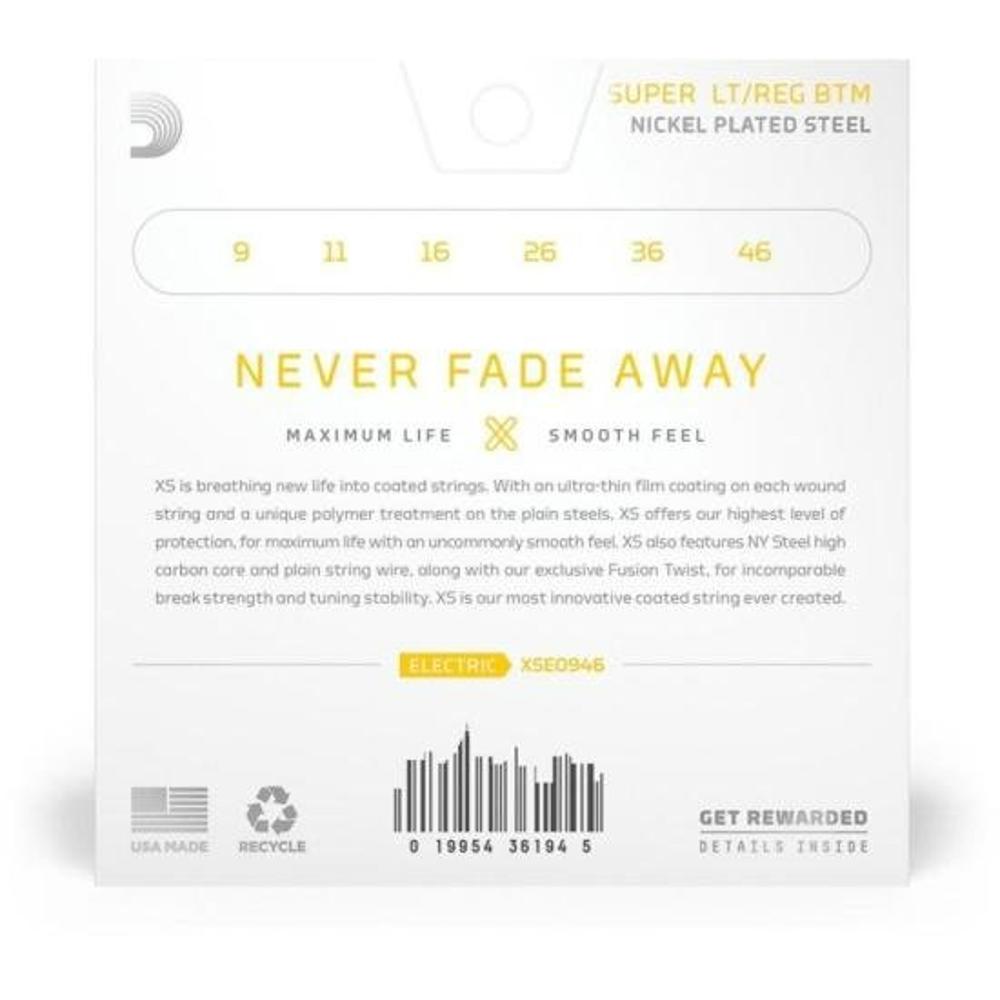 SUPER LT/REG BTM
NICKEL PLATED STEEL
9 11 16 26 36 46
NEVER FADE AWAY
MAXIMUM LIFE SMOOTH FEEL
XS is breathing new life into coated strings. With an ultra-thin film coating on each wound
string and a unique polymer treatment on the plain steels, XS offers our highest level of
protection, for maximum life with an uncommonly smooth feel. XS also features NY Steel high
carbon core and plain string wire, along with our exclusive Fusion Twist, for incomparable
break strength and tuning stability. XS is our most innovative coated string ever created.
ELECTRIC XSE0946
0 19954 36194 5
USA MADE RECYCLE
GET REWARDED
DETAILS INSIDE